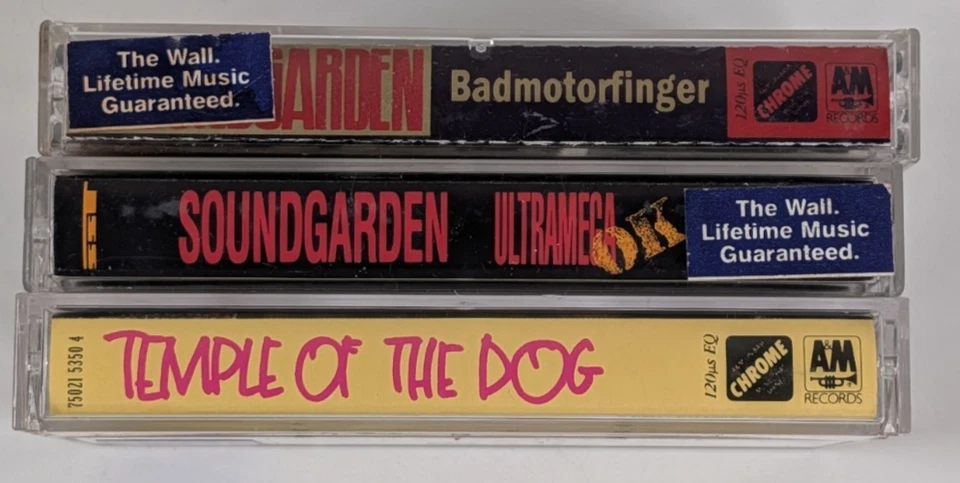 The Wall.
Lifetime Music
Guaranteed.
GARDEN
Badmotorfinger
120µs EQ
CHROME
A&M
RECORDS
SST
SOUNDGARDEN
ULTRAMEGA
OK
The Wall.
Lifetime Music
Guaranteed.
75021 5350 4
TEMPLE OF THE DOG
120µs EQ
CHROME
A&M
RECORDS